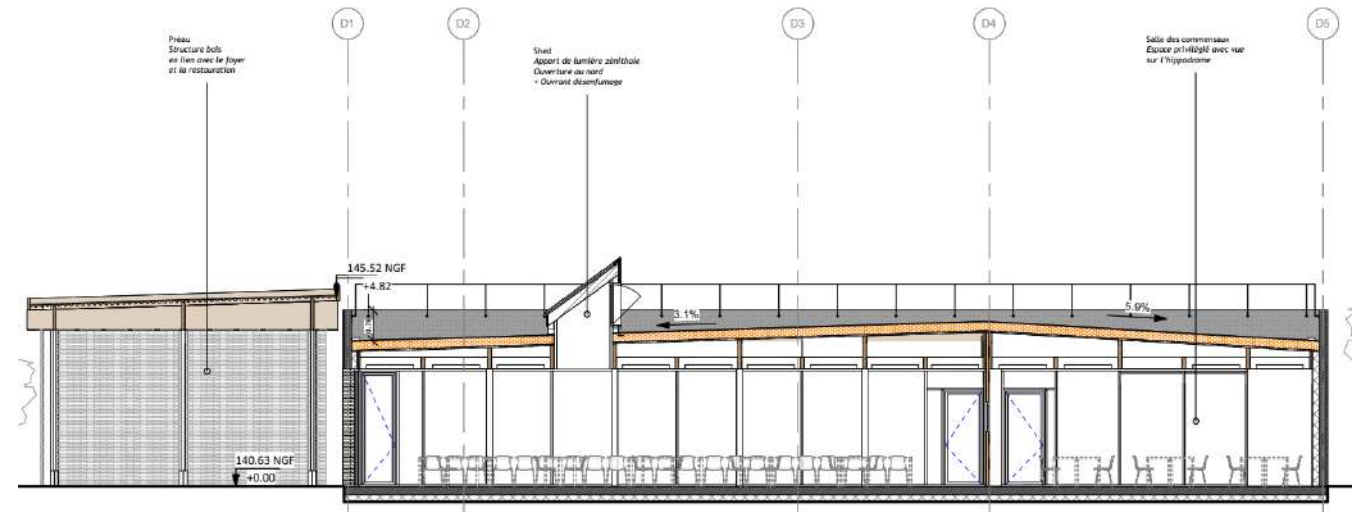 D1
D2
D3
D4
D5
Préau
Structure bois
en lien avec le foyer
et la restauration
Shed
Apport de lumière zénithale
Ouverture au nord
+ Ouvrant désenfumage
Salle des commensaux
Espace privilégié avec vue
sur l'hippodrome
145.52 NGF
+4.82
3.1%
5.9%
140.63 NGF
+0.00